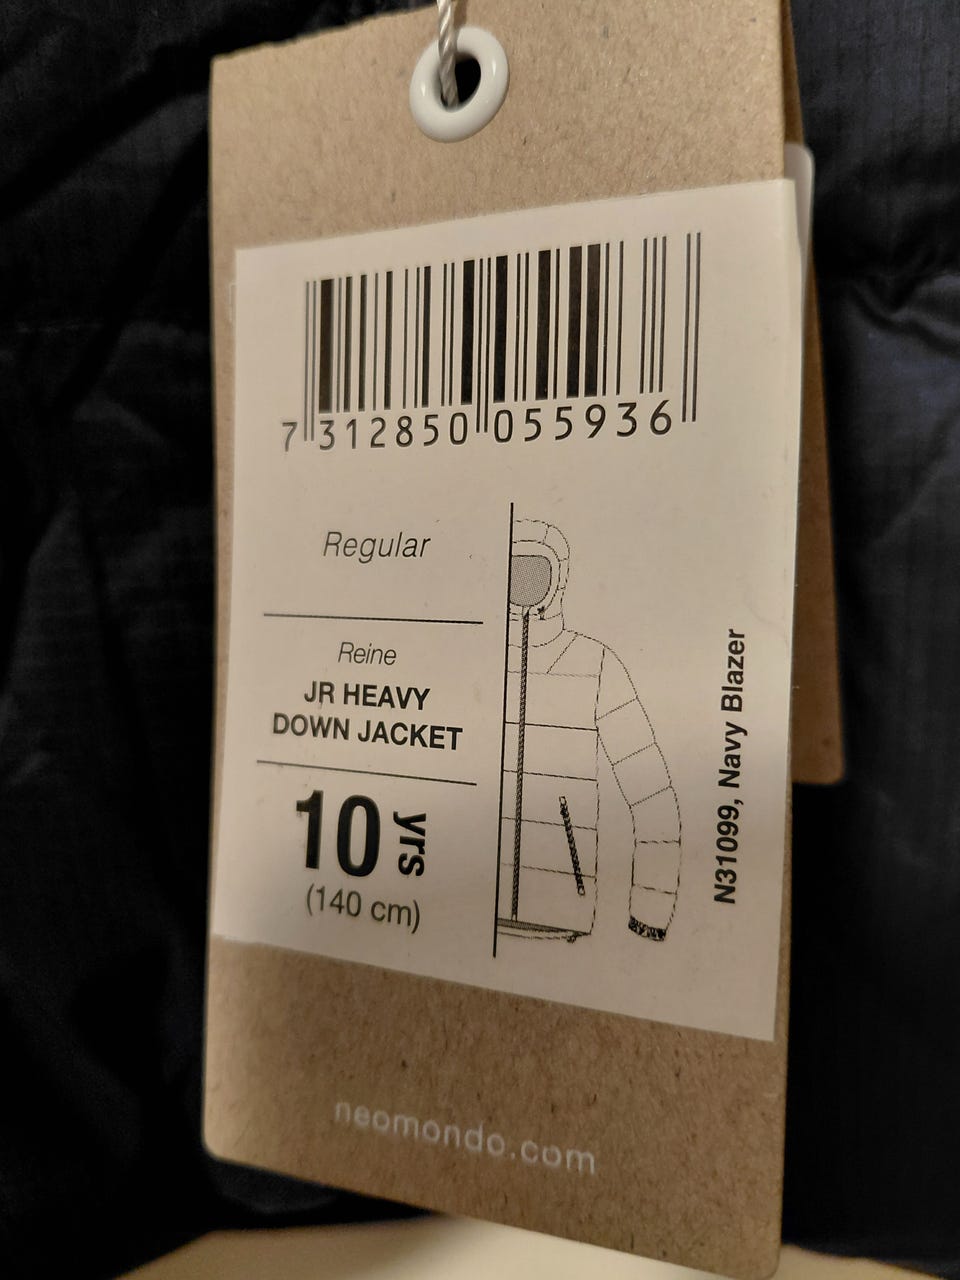 7 312850 055936
Regular
Reine
JR HEAVY
DOWN JACKET
10 yrs
(140 cm)
N31099, Navy Blazer
neomondo.com